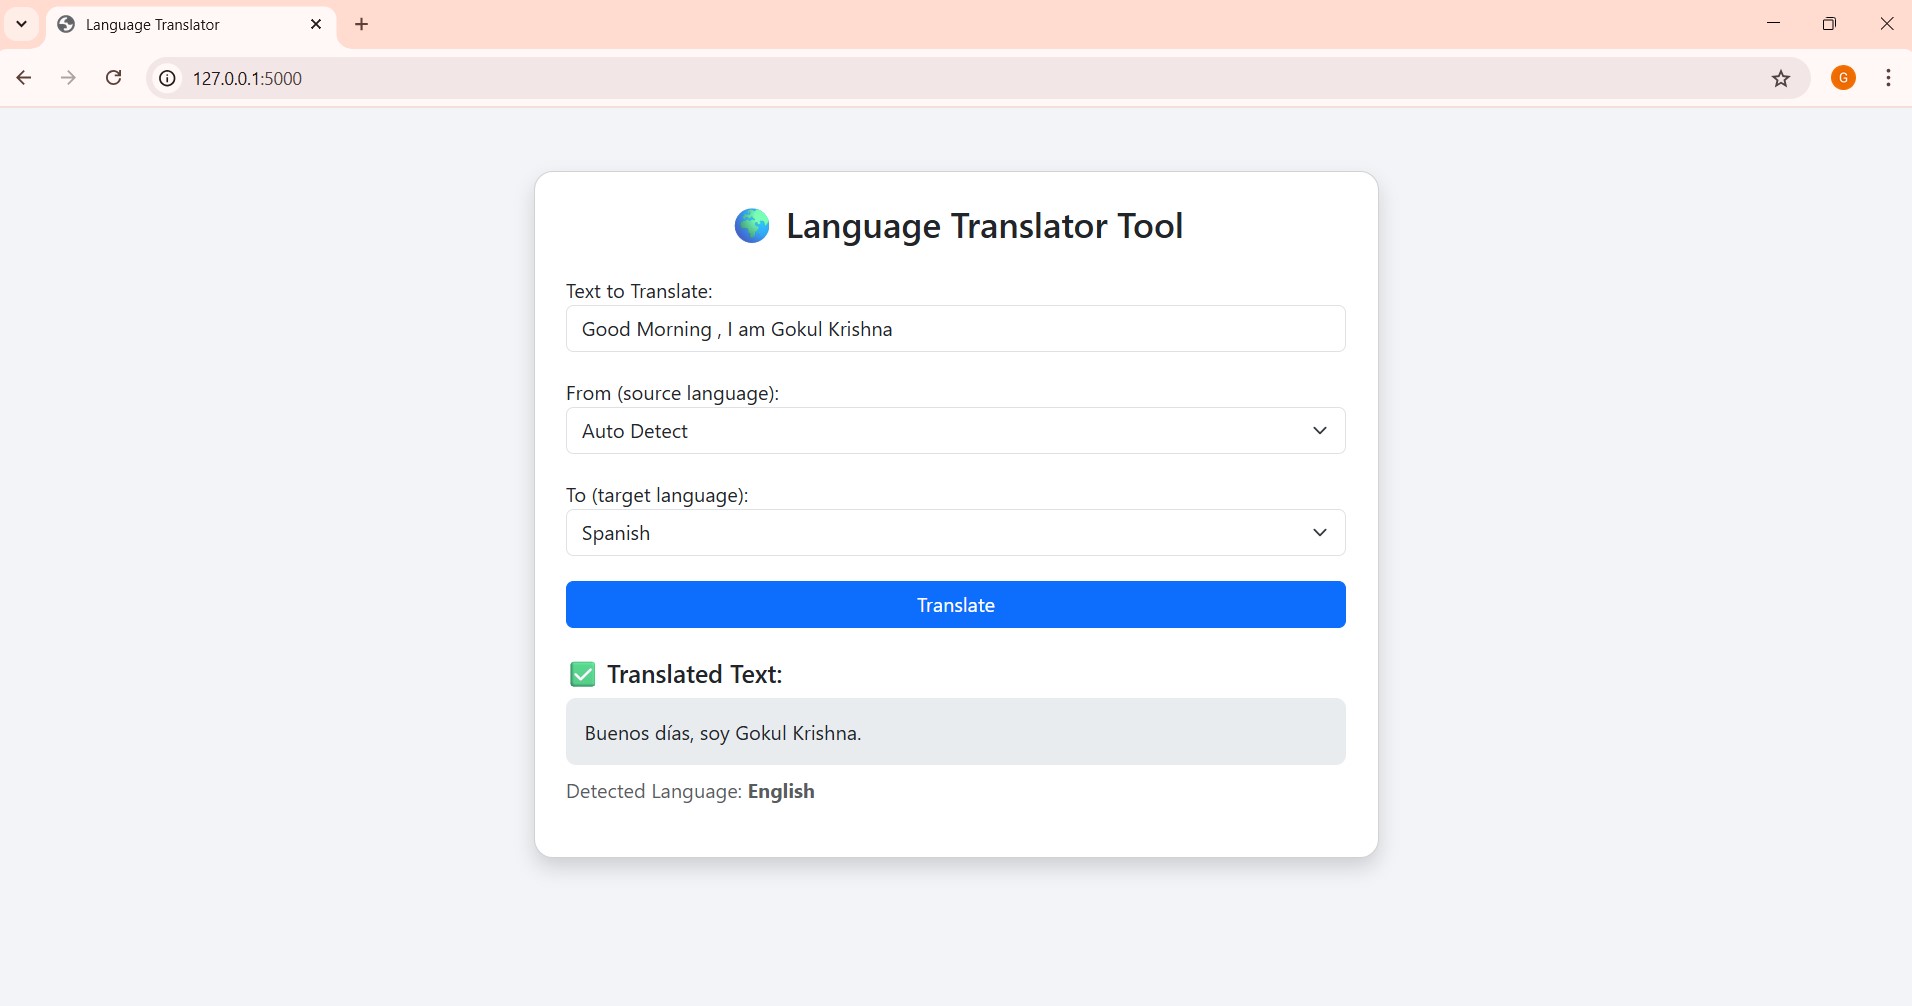 Language Translator
127.0.0.1:5000
G
🌍 Language Translator Tool
Text to Translate:
Good Morning , I am Gokul Krishna
From (source language):
Auto Detect
To (target language):
Spanish
Translate
✅ Translated Text:
Buenos días, soy Gokul Krishna.
Detected Language: English